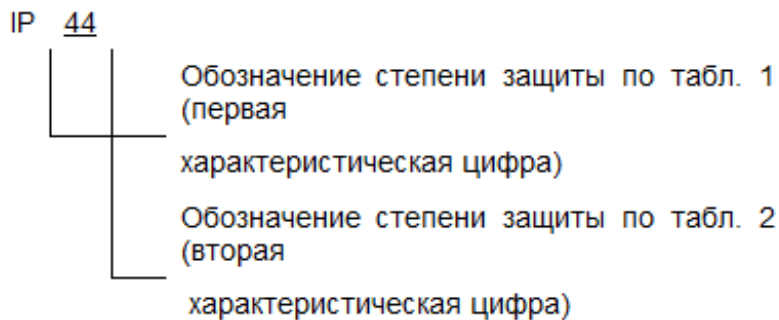 IP 44
Обозначение степени защиты по табл. 1
(первая
характеристическая цифра)
Обозначение степени защиты по табл. 2
(вторая
характеристическая цифра)